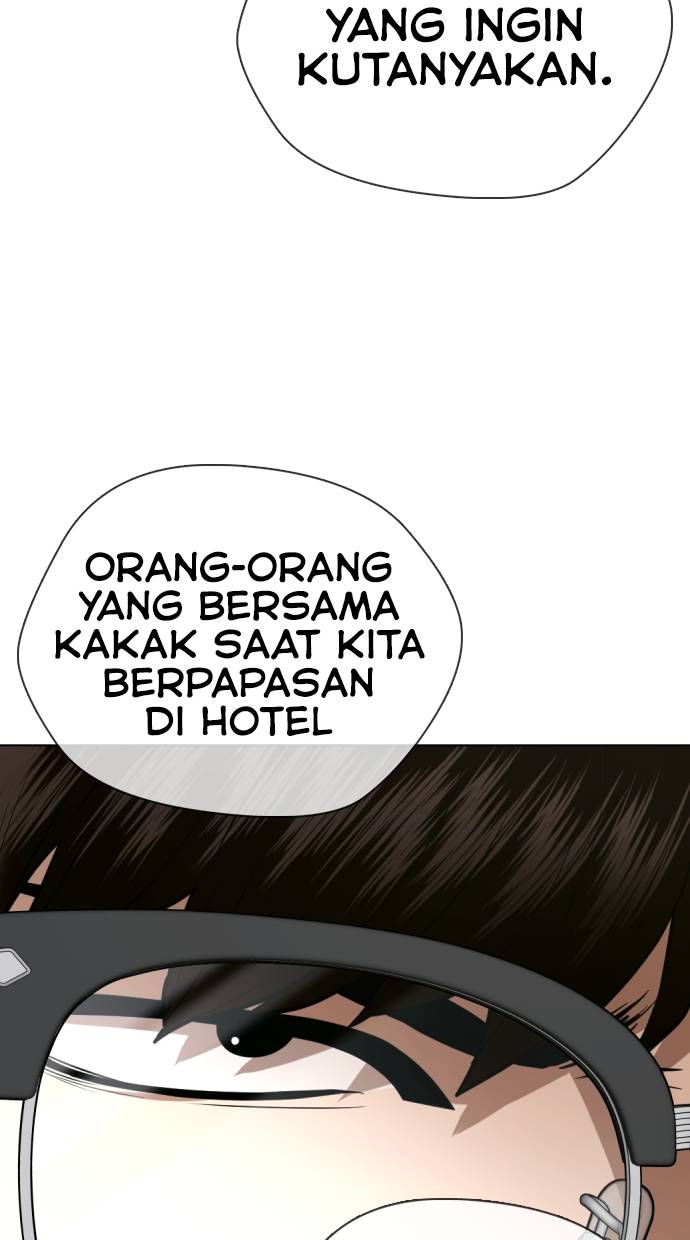 YANG INGIN
KUTANYAKAN.
ORANG-ORANG
YANG BERSAMA
KAKAK SAAT KITA
BERPAPASAN
DI HOTEL